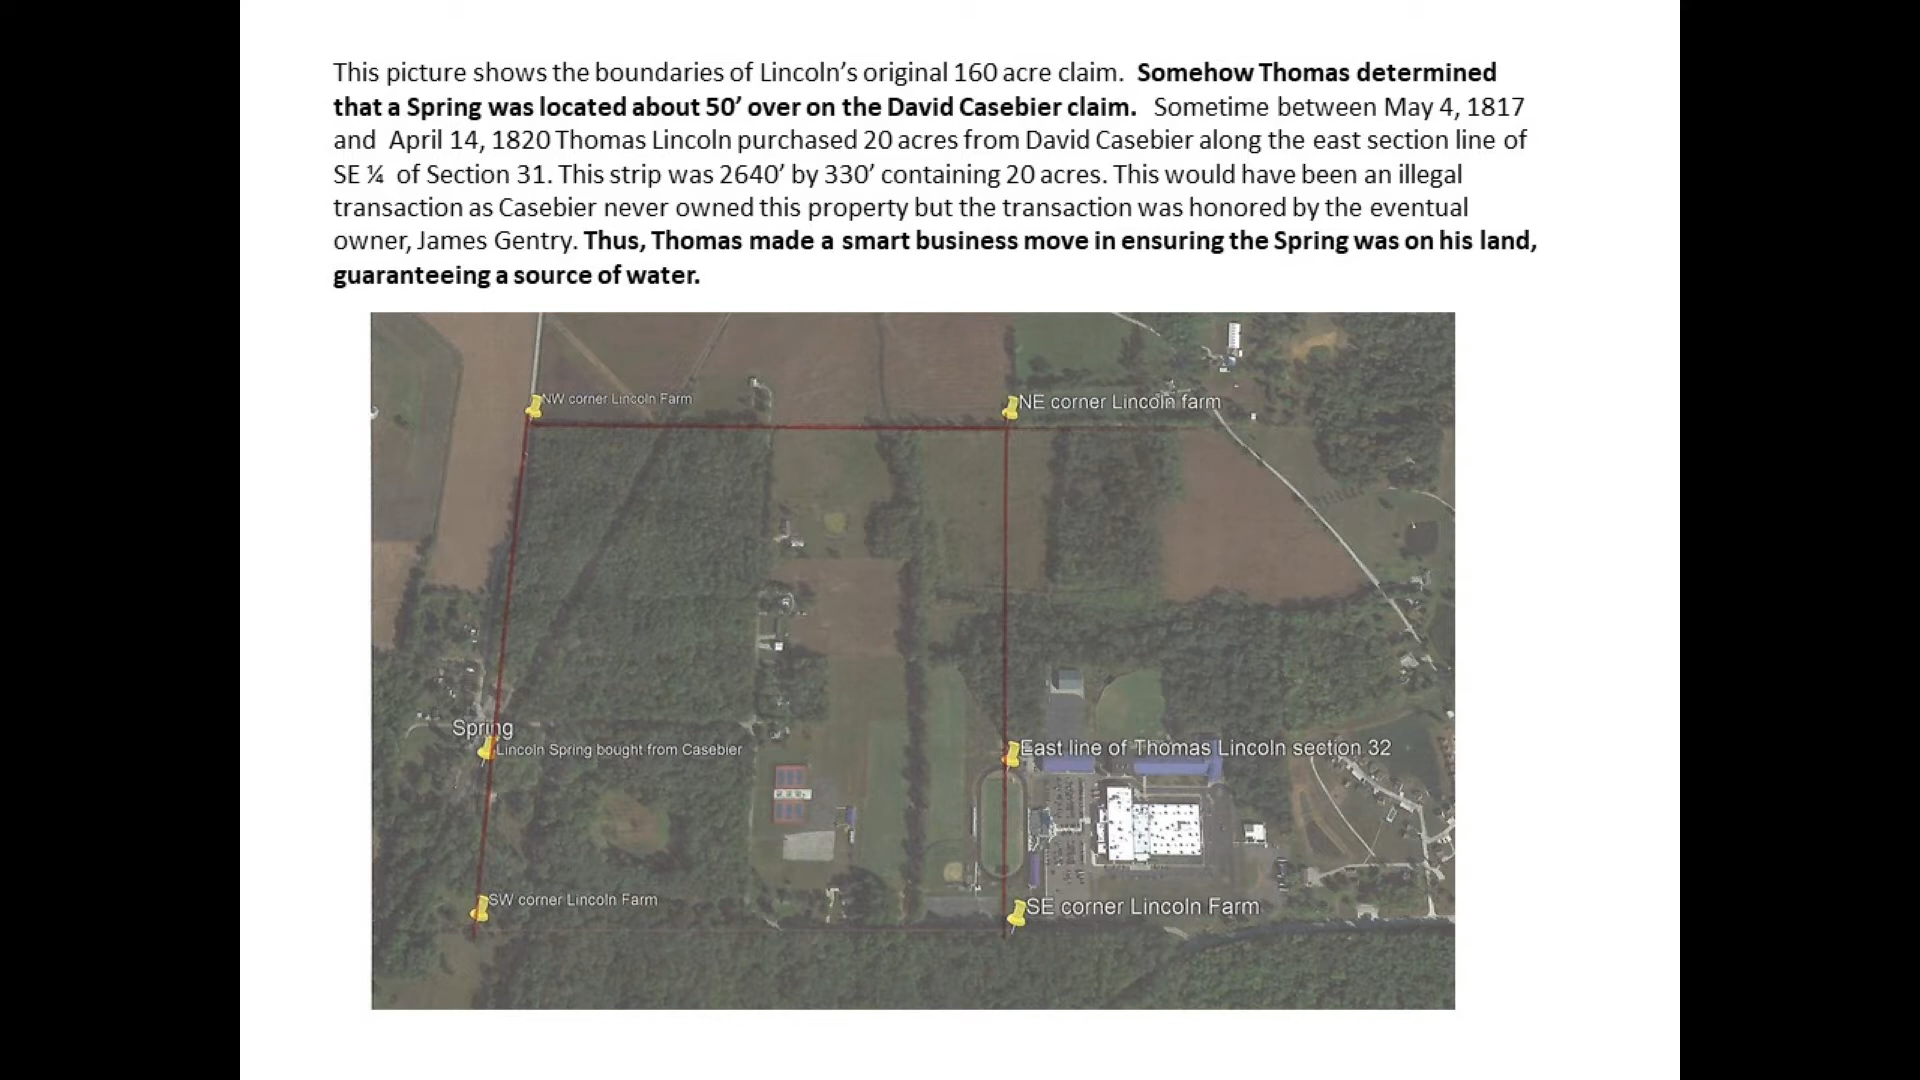 This picture shows the boundaries of Lincoln’s original 160 acre claim. Somehow Thomas determined
that a Spring was located about 50’ over on the David Casebier claim. Sometime between May 4, 1817
and April 14, 1820 Thomas Lincoln purchased 20 acres from David Casebier along the east section line of
SE ¼ of Section 31. This strip was 2640’ by 330’ containing 20 acres. This would have been an illegal
transaction as Casebier never owned this property but the transaction was honored by the eventual
owner, James Gentry. Thus, Thomas made a smart business move in ensuring the Spring was on his land,
guaranteeing a source of water.
NW corner Lincoln Farm
NE corner Lincoln farm
Spring
Lincoln Spring bought from Casebier
East line of Thomas Lincoln section 32
SW corner Lincoln Farm
SE corner Lincoln Farm